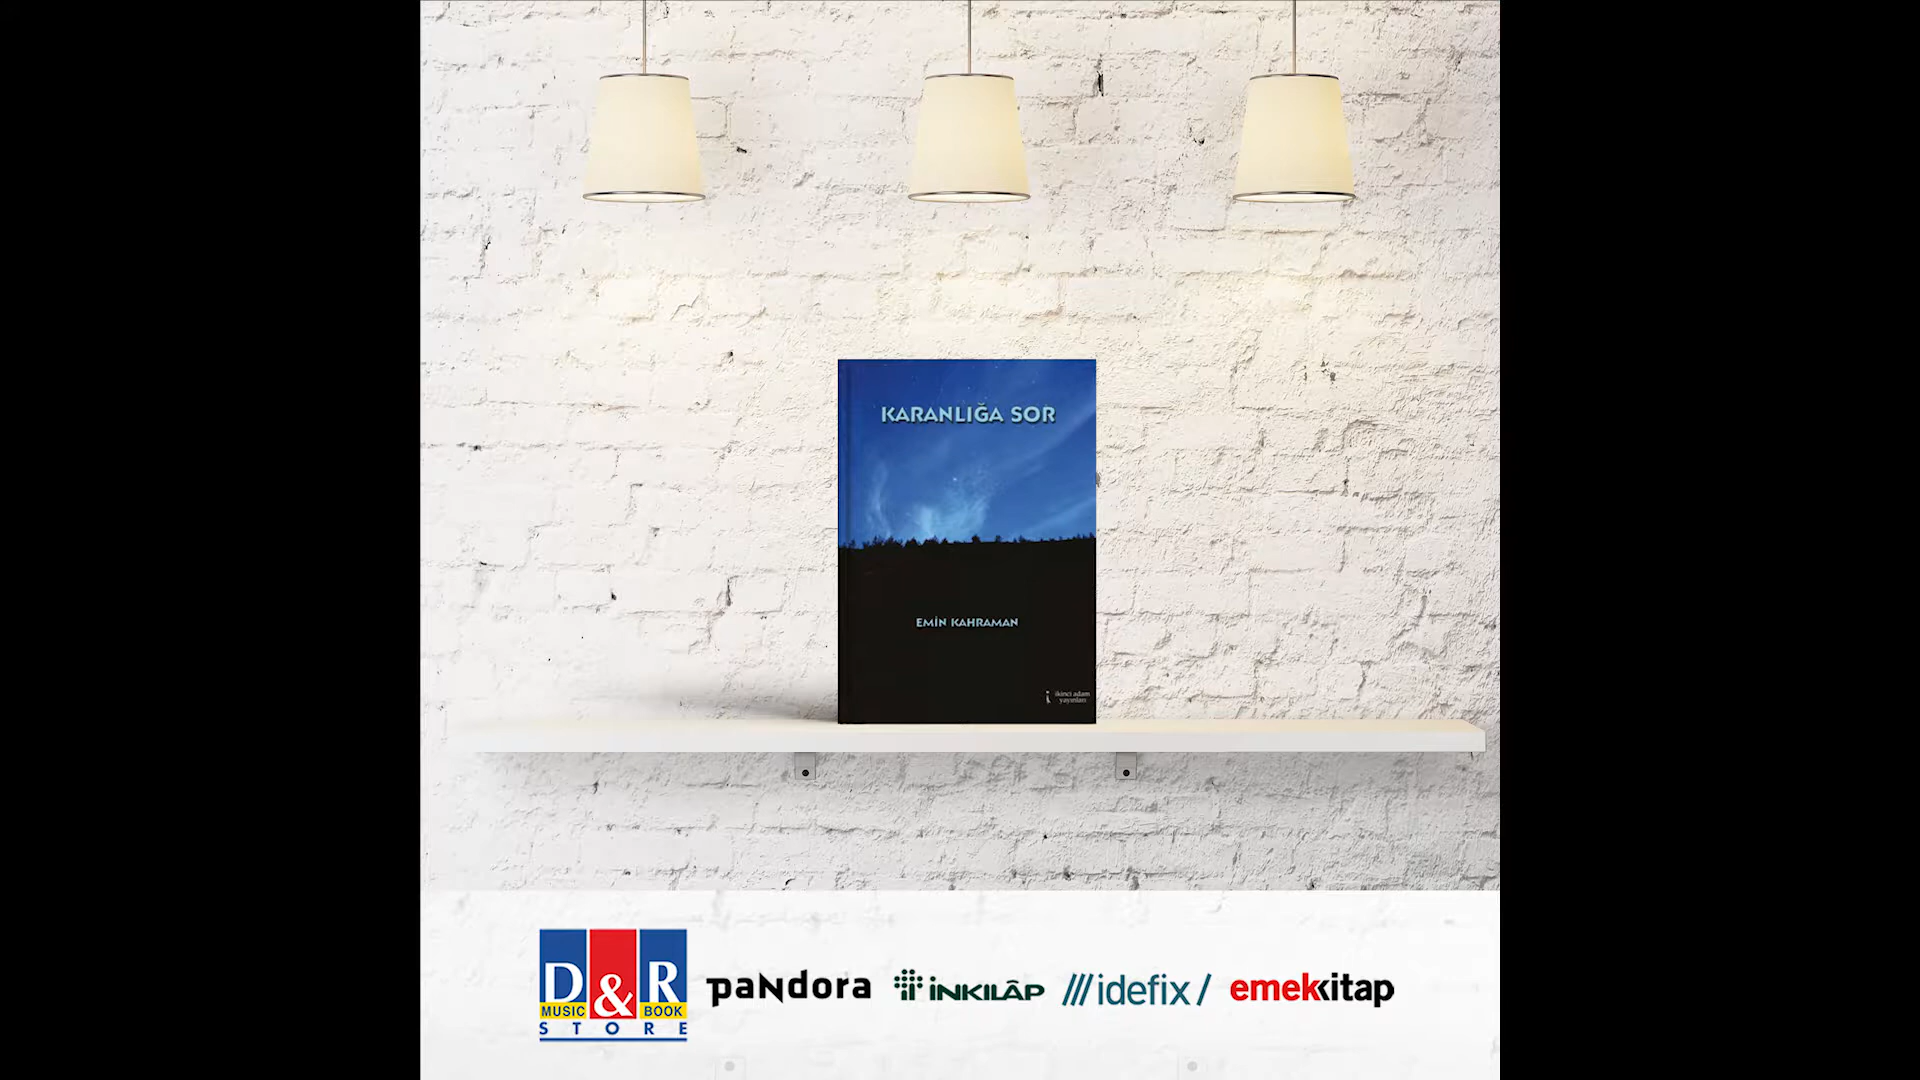 KARANLIĞA SOR
EMİN KAHRAMAN
ikinci adam
yayınları
D&R
MUSIC BOOK
STORE
paNdora
İNKILÂP
///idefix/
emekkitap